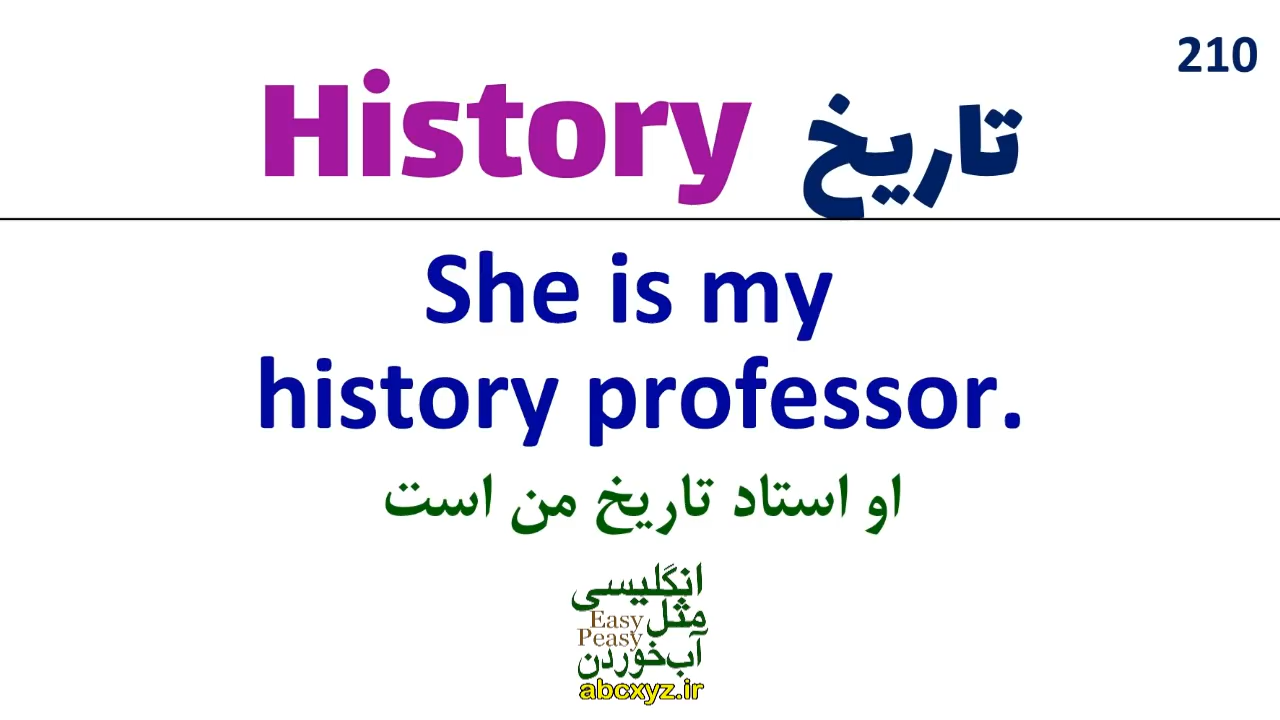 210
History تاریخ
She is my
history professor.
او استاد تاریخ من است
انگلیسی
مثل Easy
Peasy
آب‌خوردن
abcxyz.ir